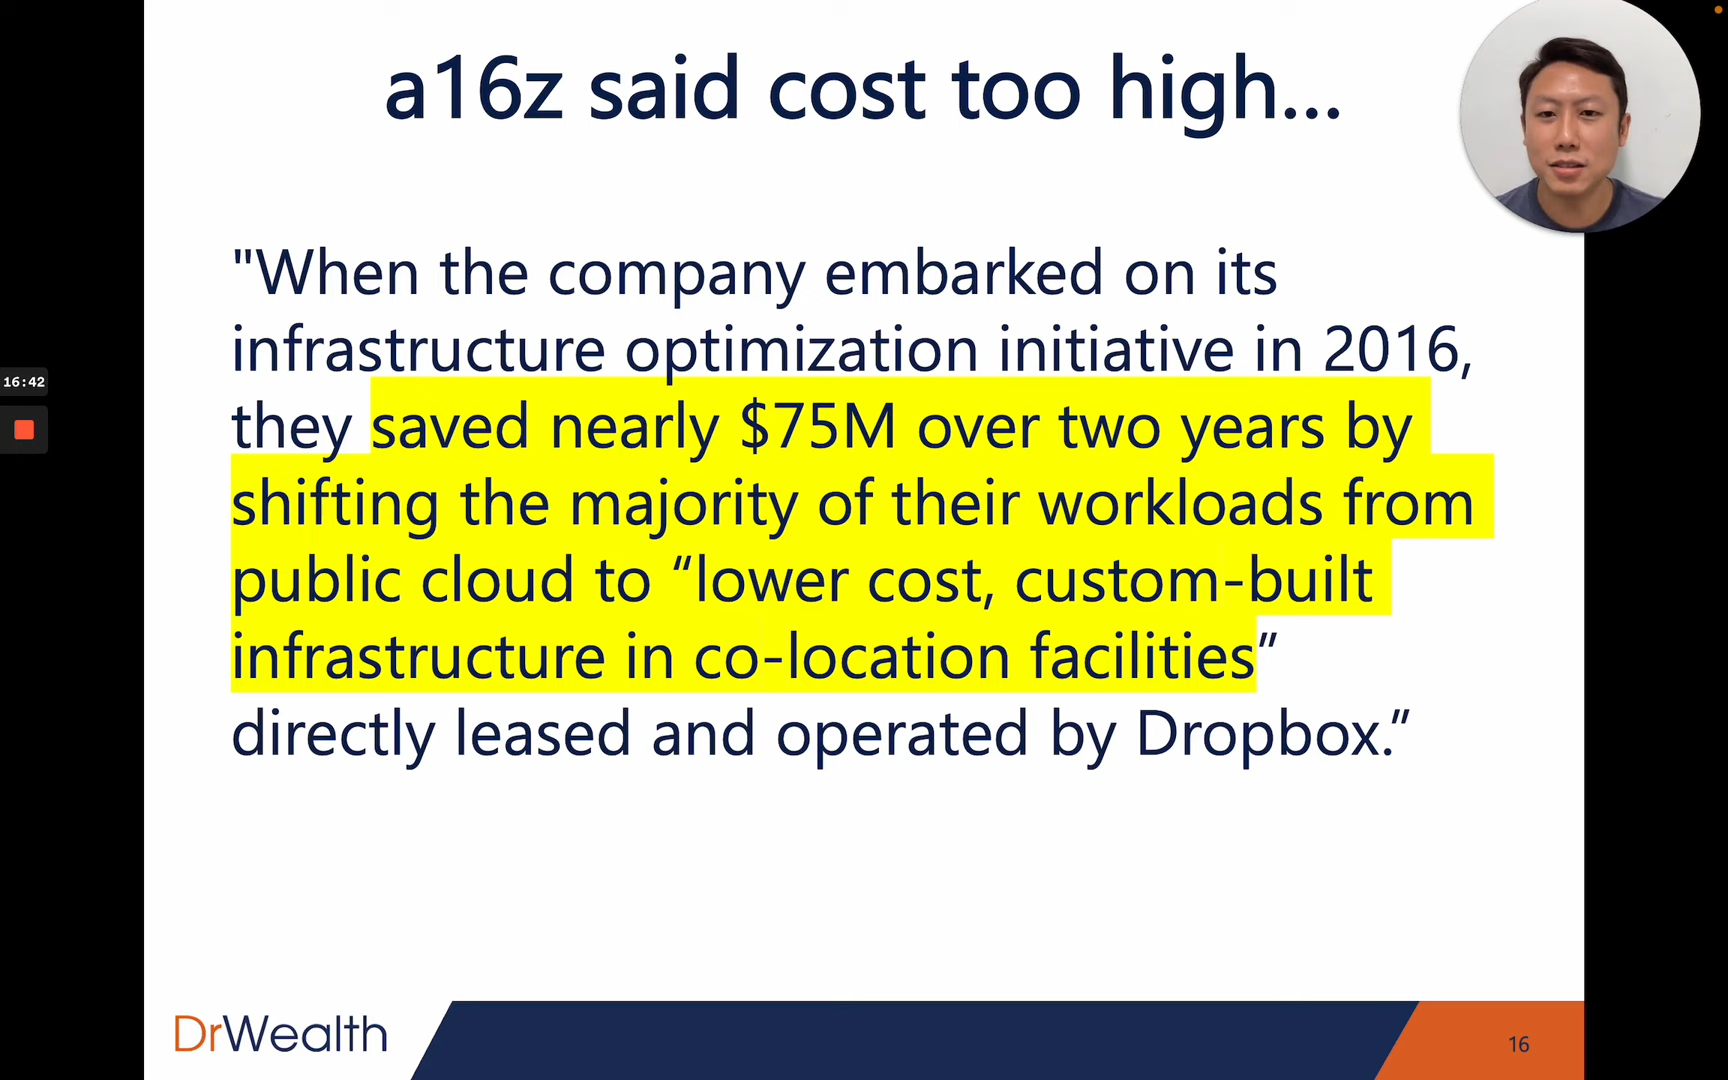 a16z said cost too high...
"When the company embarked on its
infrastructure optimization initiative in 2016,
they saved nearly $75M over two years by
shifting the majority of their workloads from
public cloud to “lower cost, custom-built
infrastructure in co-location facilities”
directly leased and operated by Dropbox.”
16:42
DrWealth
16